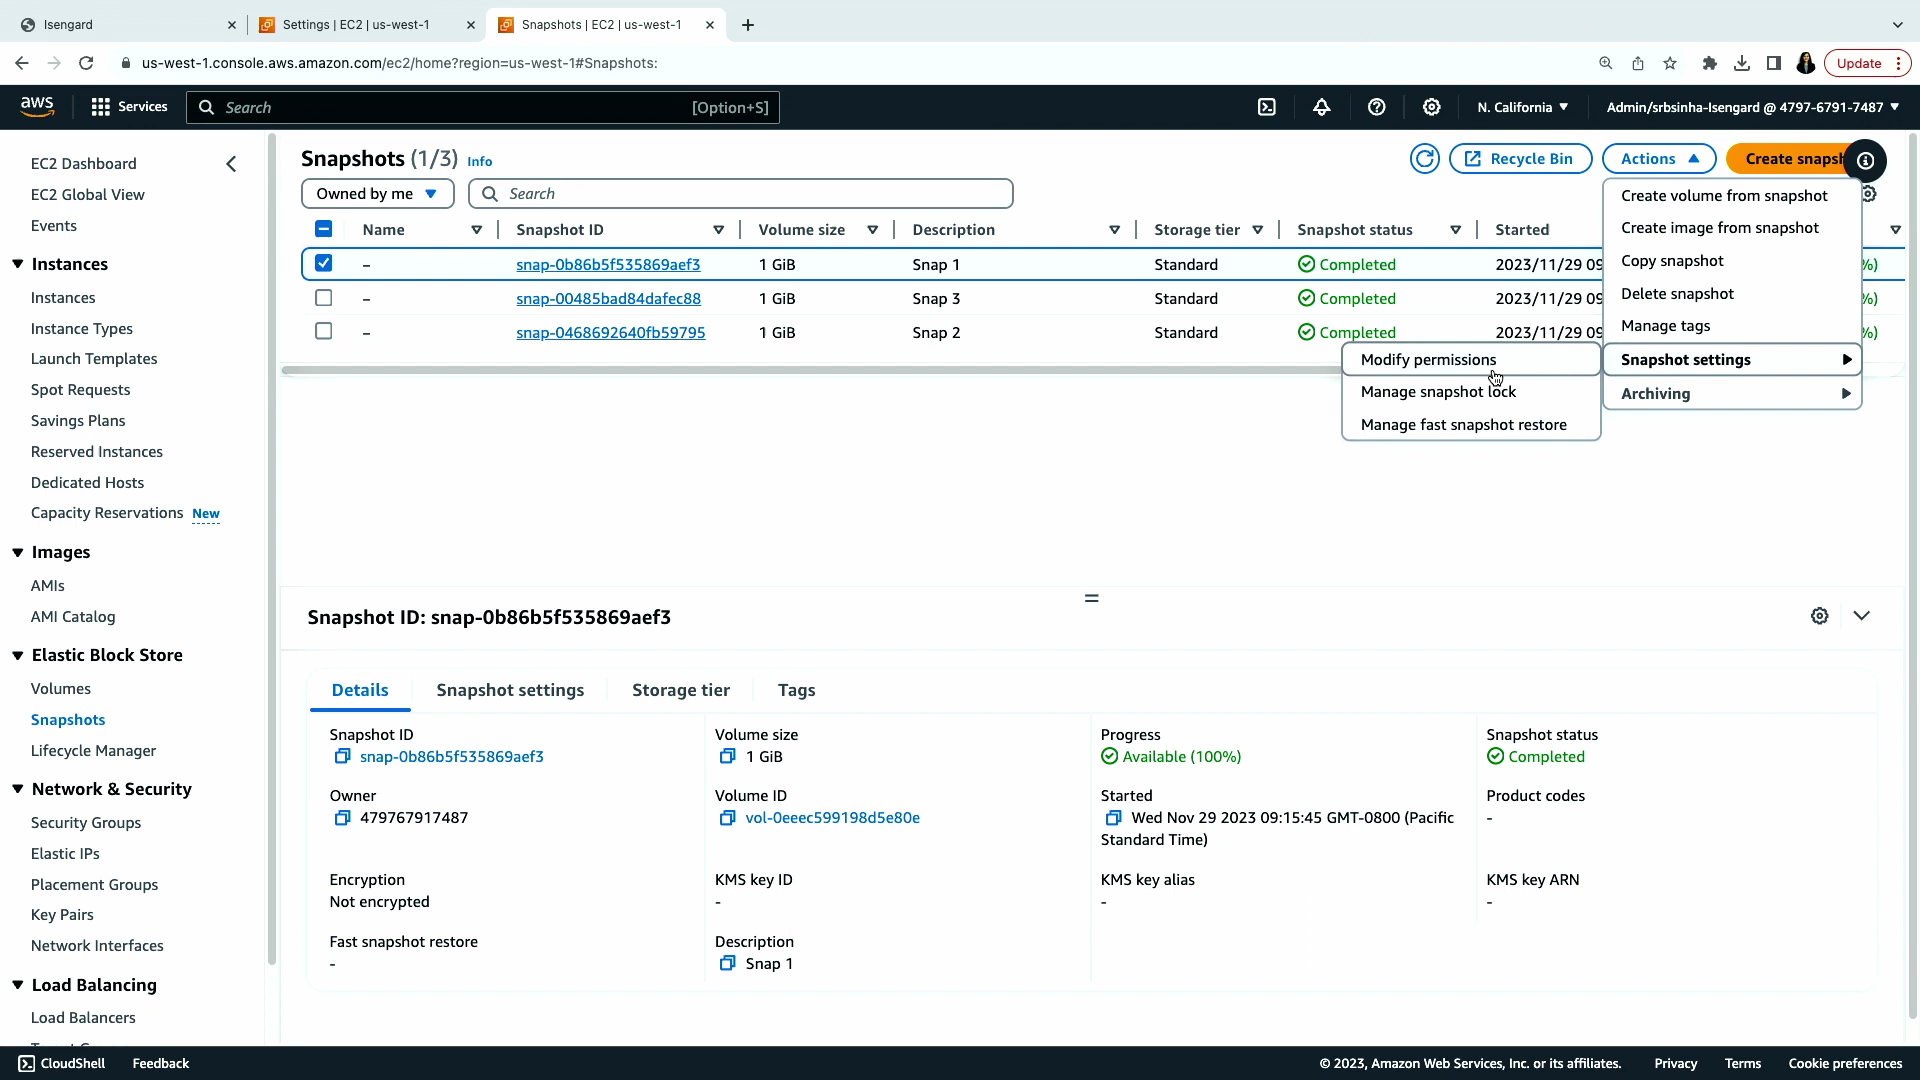 Isengard
Settings | EC2 | us-west-1
Snapshots | EC2 | us-west-1
us-west-1.console.aws.amazon.com/ec2/home?region=us-west-1#Snapshots:
Update
aws
Services
Search
[Option+S]
N. California
Admin/srbsinha-Isengard @ 4797-6791-7487
EC2 Dashboard
EC2 Global View
Events
Instances
Instances
Instance Types
Launch Templates
Spot Requests
Savings Plans
Reserved Instances
Dedicated Hosts
Capacity Reservations New
Images
AMIs
AMI Catalog
Elastic Block Store
Volumes
Snapshots
Lifecycle Manager
Network & Security
Security Groups
Elastic IPs
Placement Groups
Key Pairs
Network Interfaces
Load Balancing
Load Balancers
Snapshots (1/3) Info
Recycle Bin
Actions
Create snapsh
Owned by me
Search
Name Snapshot ID Volume size Description Storage tier Snapshot status Started
– snap-0b86b5f535869aef3 1 GiB Snap 1 Standard Completed 2023/11/29 09 %)
– snap-00485bad84dafec88 1 GiB Snap 3 Standard Completed 2023/11/29 09 %)
– snap-0468692640fb59795 1 GiB Snap 2 Standard Completed 2023/11/29 09 %)
Create volume from snapshot
Create image from snapshot
Copy snapshot
Delete snapshot
Manage tags
Snapshot settings
Archiving
Modify permissions
Manage snapshot lock
Manage fast snapshot restore
Snapshot ID: snap-0b86b5f535869aef3
Details Snapshot settings Storage tier Tags
Snapshot ID
snap-0b86b5f535869aef3
Volume size
1 GiB
Progress
Available (100%)
Snapshot status
Completed
Owner
479767917487
Volume ID
vol-0eeec599198d5e80e
Started
Wed Nov 29 2023 09:15:45 GMT-0800 (Pacific
Standard Time)
Product codes
-
Encryption
Not encrypted
KMS key ID
-
KMS key alias
-
KMS key ARN
-
Fast snapshot restore
-
Description
Snap 1
CloudShell
Feedback
© 2023, Amazon Web Services, Inc. or its affiliates.
Privacy
Terms
Cookie preferences